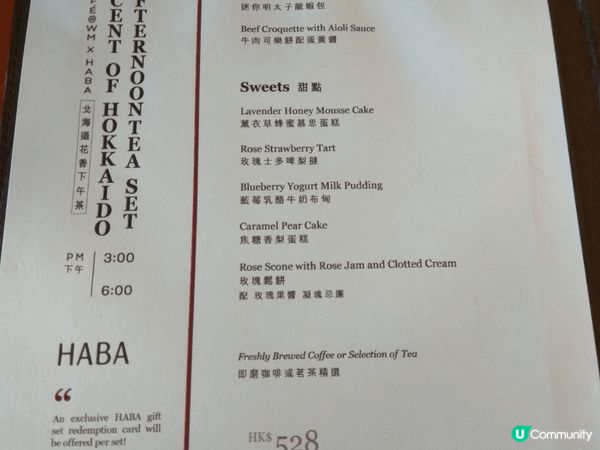 CAFÉ@WM X HABA
SCENT OF HOKKAIDO
AFTERNOONTEA SET
北海道花香下午茶
PM 3:00
下午
6:00
HABA
“
An exclusive HABA gift
set redemption card will
be offered per set!
迷你明太子龍蝦包
Beef Croquette with Aioli Sauce
牛肉可樂餅配蛋黃醬
Sweets 甜點
Lavender Honey Mousse Cake
薰衣草蜂蜜慕思蛋糕
Rose Strawberry Tart
玫瑰士多啤梨撻
Blueberry Yogurt Milk Pudding
藍莓乳酪牛奶布甸
Caramel Pear Cake
焦糖香梨蛋糕
Rose Scone with Rose Jam and Clotted Cream
玫瑰鬆餅
配 玫瑰果醬 凝瑰忌廉
Freshly Brewed Coffee or Selection of Tea
即磨咖啡或茗茶精選
HK$ 528
U Community